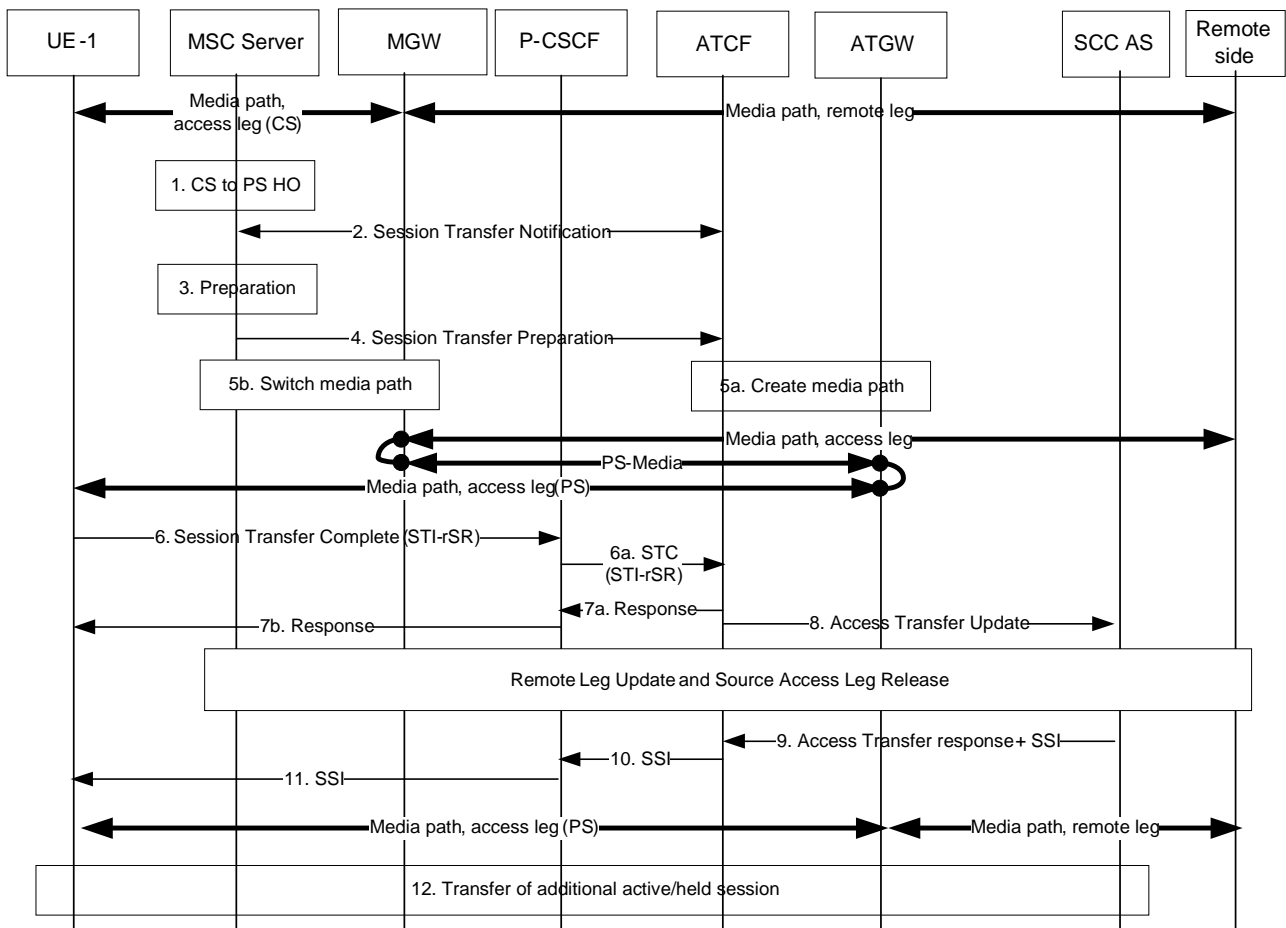 UE-1
MSC Server
MGW
P-CSCF
ATCF
ATGW
SCC AS
Remote
side
Media path,
access leg (CS)
Media path, remote leg
1. CS to PS HO
2. Session Transfer Notification
3. Preparation
4. Session Transfer Preparation
5b. Switch media path
5a. Create media path
Media path, access leg
PS-Media
Media path, access leg(PS)
6. Session Transfer Complete (STI-rSR)
6a. STC
(STI-rSR)
7a. Response
7b. Response
8. Access Transfer Update
Remote Leg Update and Source Access Leg Release
9. Access Transfer response + SSI
10. SSI
11. SSI
Media path, access leg (PS)
Media path, remote leg
12. Transfer of additional active/held session